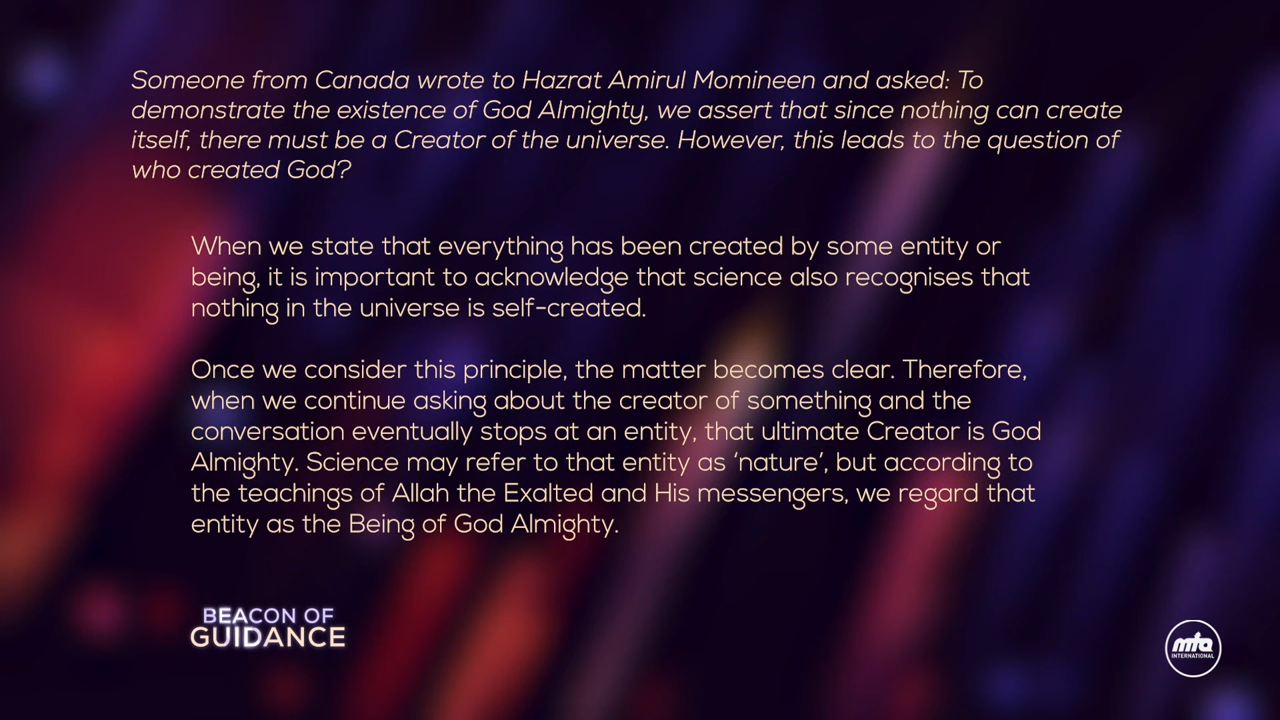 Someone from Canada wrote to Hazrat Amirul Momineen and asked: To
demonstrate the existence of God Almighty, we assert that since nothing can create
itself, there must be a Creator of the universe. However, this leads to the question of
who created God?
When we state that everything has been created by some entity or
being, it is important to acknowledge that science also recognises that
nothing in the universe is self-created.
Once we consider this principle, the matter becomes clear. Therefore,
when we continue asking about the creator of something and the
conversation eventually stops at an entity, that ultimate Creator is God
Almighty. Science may refer to that entity as ‘nature’, but according to
the teachings of Allah the Exalted and His messengers, we regard that
entity as the Being of God Almighty.
BEACON OF
GUIDANCE
mta
INTERNATIONAL